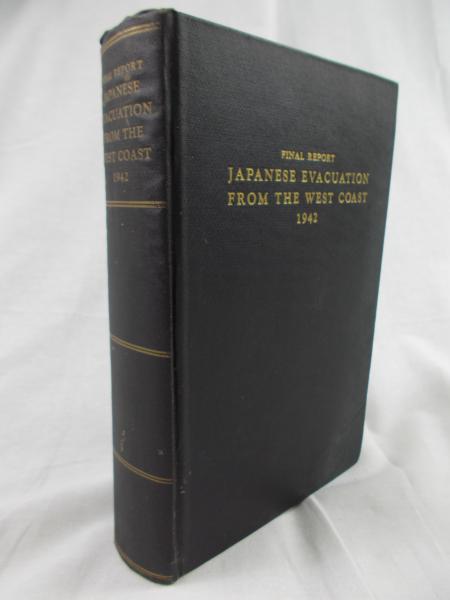 FINAL REPORT
JAPANESE
EVACUATION
FROM THE
WEST COAST
1942
FINAL REPORT
JAPANESE EVACUATION
FROM THE WEST COAST
1942